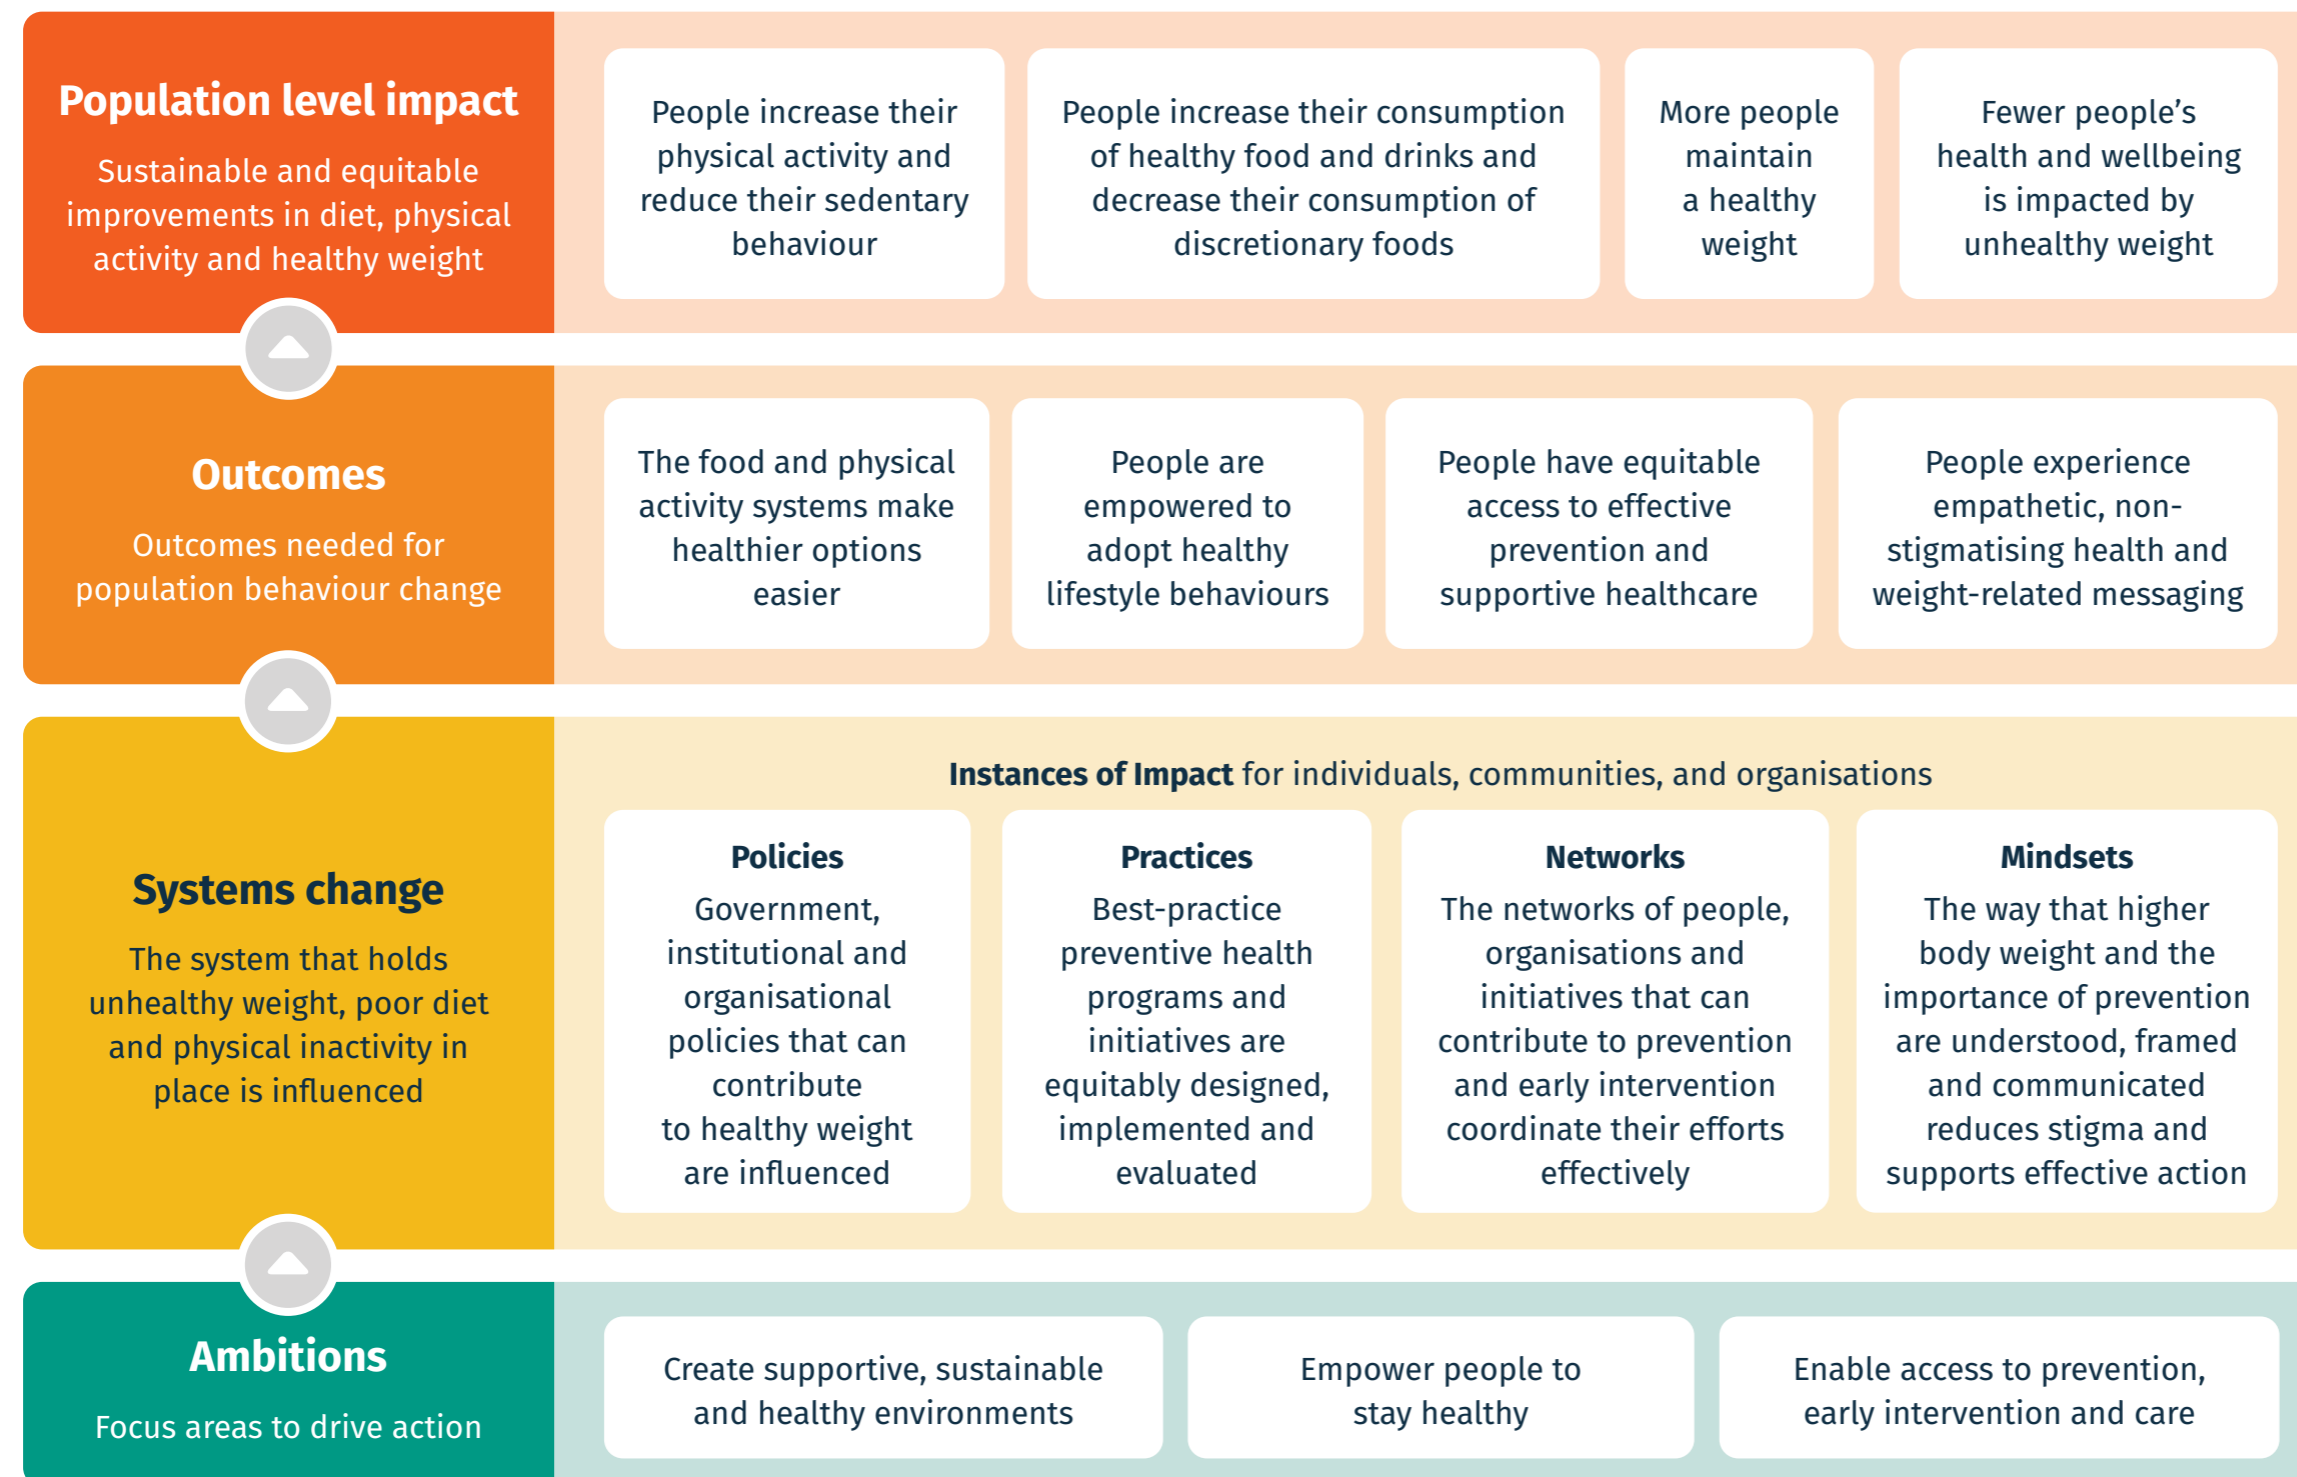 Population level impact
Sustainable and equitable
improvements in diet, physical
activity and healthy weight
People increase their
physical activity and
reduce their sedentary
behaviour
People increase their consumption
of healthy food and drinks and
decrease their consumption of
discretionary foods
More people
maintain
a healthy
weight
Fewer people’s
health and wellbeing
is impacted by
unhealthy weight
Outcomes
Outcomes needed for
population behaviour change
The food and physical
activity systems make
healthier options
easier
People are
empowered to
adopt healthy
lifestyle behaviours
People have equitable
access to effective
prevention and
supportive healthcare
People experience
empathetic, non-
stigmatising health and
weight-related messaging
Systems change
The system that holds
unhealthy weight, poor diet
and physical inactivity in
place is influenced
Instances of Impact for individuals, communities, and organisations
Policies
Government,
institutional and
organisational
policies that can
contribute
to healthy weight
are influenced
Practices
Best-practice
preventive health
programs and
initiatives are
equitably designed,
implemented and
evaluated
Networks
The networks of people,
organisations and
initiatives that can
contribute to prevention
and early intervention
coordinate their efforts
effectively
Mindsets
The way that higher
body weight and the
importance of prevention
are understood, framed
and communicated
reduces stigma and
supports effective action
Ambitions
Focus areas to drive action
Create supportive, sustainable
and healthy environments
Empower people to
stay healthy
Enable access to prevention,
early intervention and care